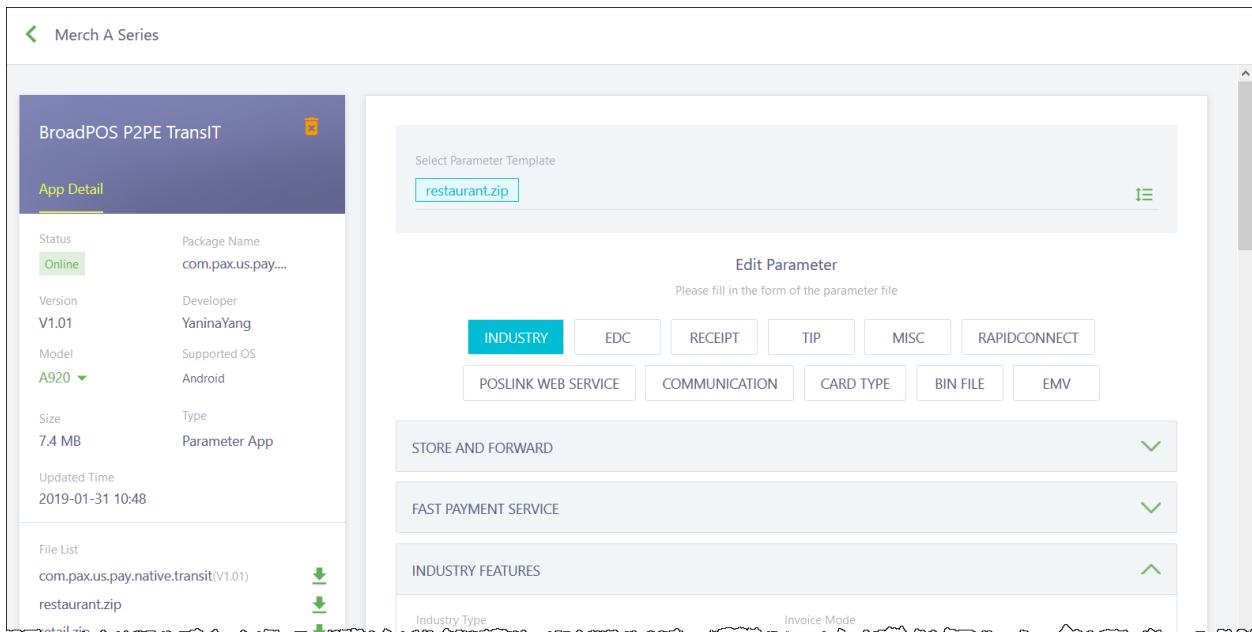 Merch A Series
BroadPOS P2PE TransIT
App Detail
Status
Package Name
Online
com.pax.us.pay....
Version
Developer
V1.01
YaninaYang
Model
Supported OS
A920
Android
Size
Type
7.4 MB
Parameter App
Updated Time
2019-01-31 10:48
File List
com.pax.us.pay.native.transit(V1.01)
restaurant.zip
retail.zip
Select Parameter Template
restaurant.zip
Edit Parameter
Please fill in the form of the parameter file
INDUSTRY EDC RECEIPT TIP MISC RAPIDCONNECT
POSLINK WEB SERVICE COMMUNICATION CARD TYPE BIN FILE EMV
STORE AND FORWARD
FAST PAYMENT SERVICE
INDUSTRY FEATURES
Industry Type Invoice Mode